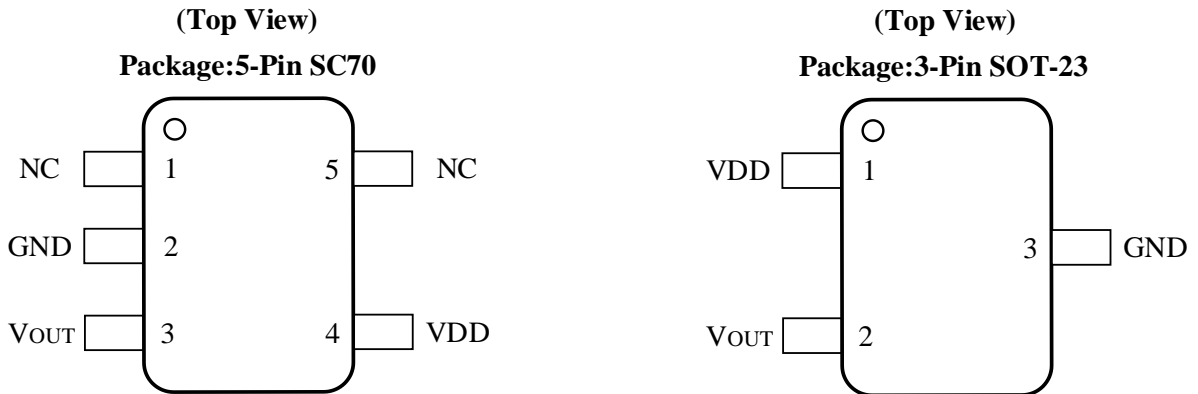 (Top View)
Package:5-Pin SC70
NC 1 5 NC
GND 2
VOUT 3 4 VDD
(Top View)
Package:3-Pin SOT-23
VDD 1
3 GND
VOUT 2